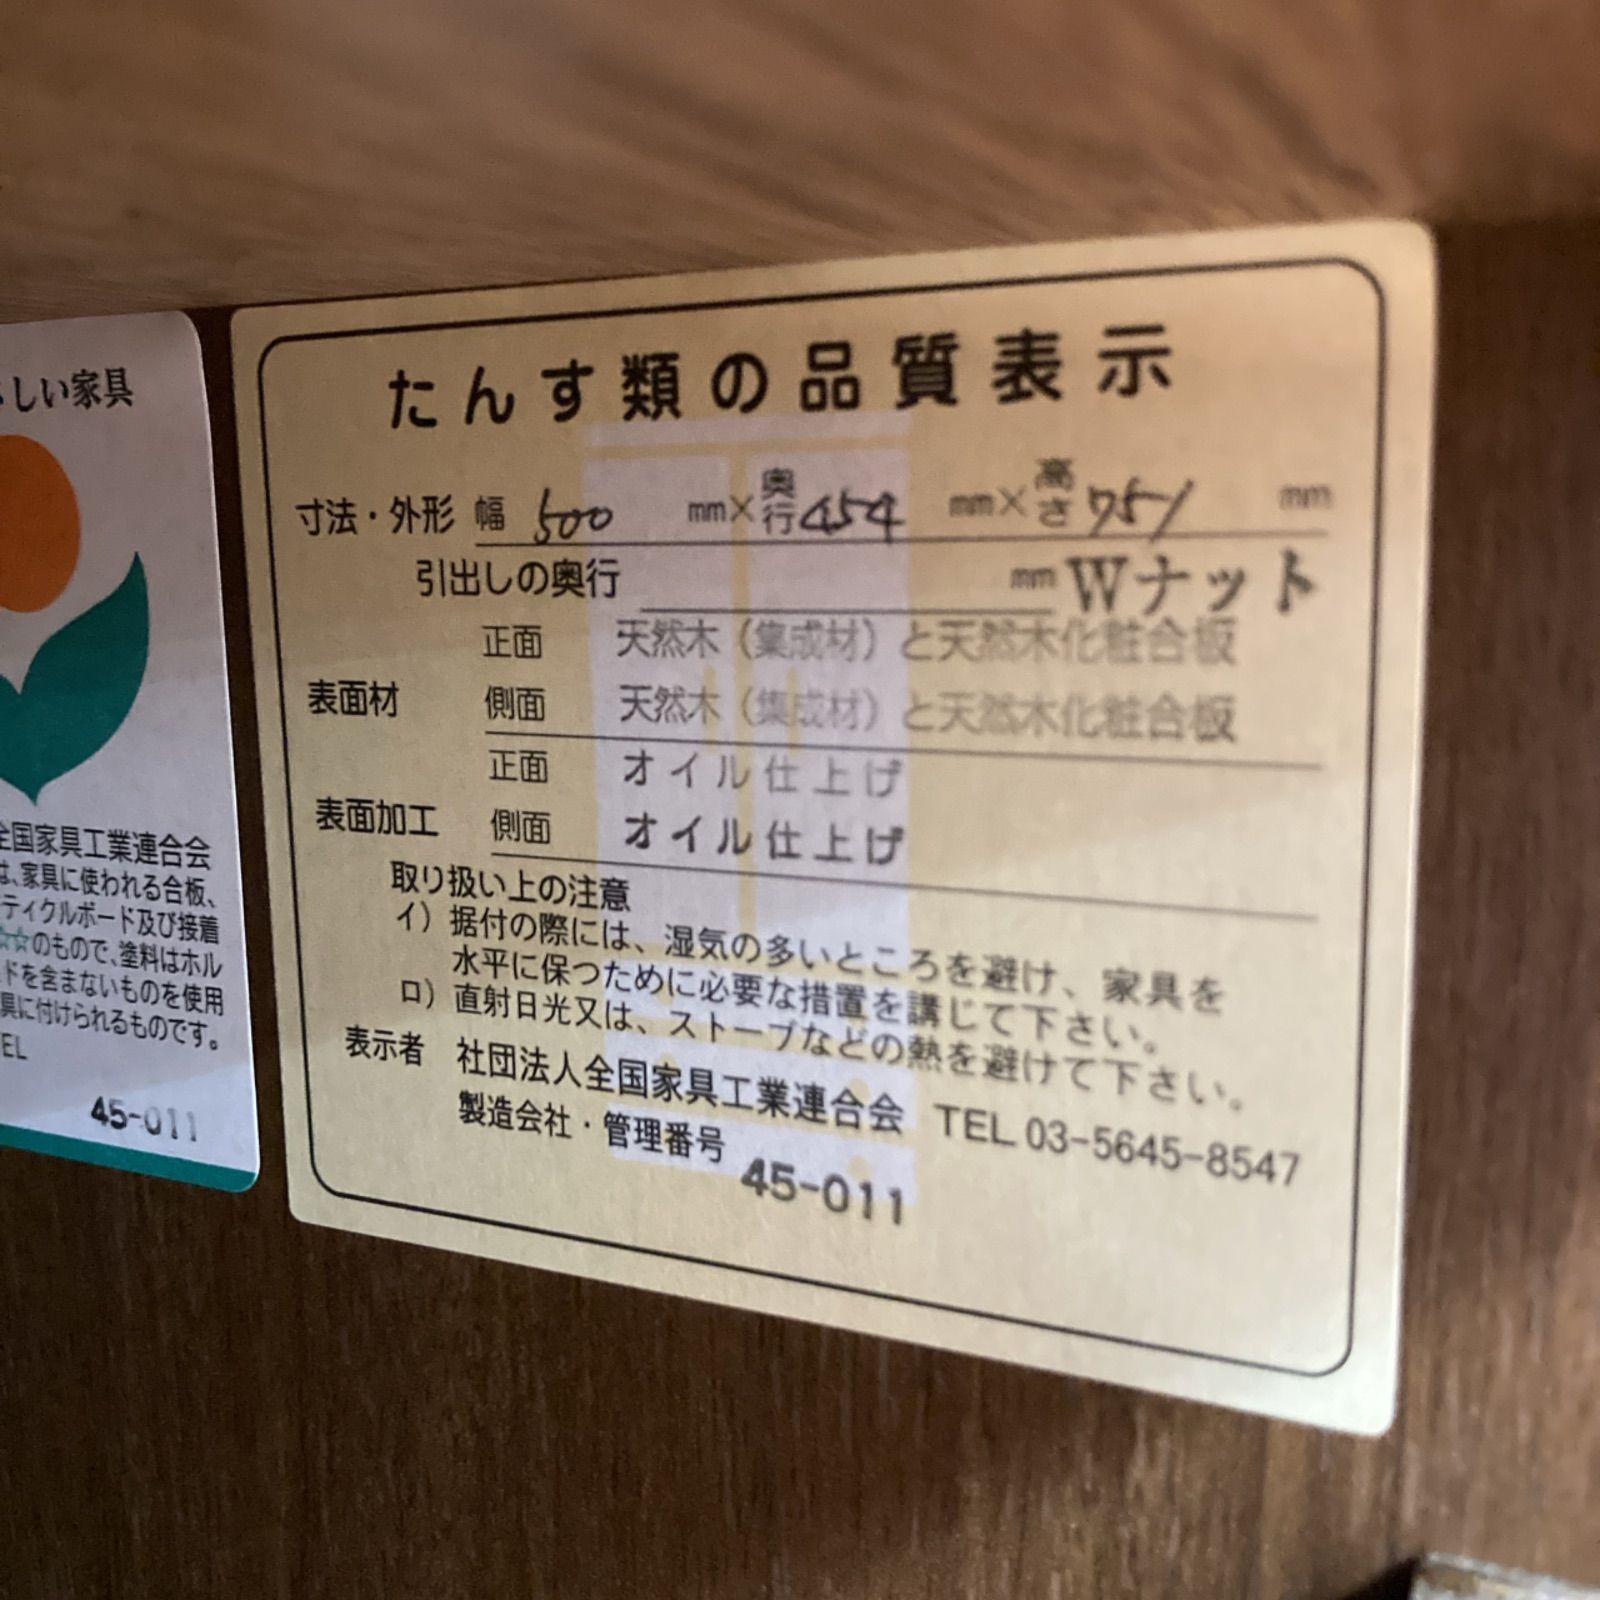 しい家具
全国家具工業連合会
は、家具に使われる合板、
ティクルボード及び接着
☆☆のもので、塗料はホル
ドを含まないものを使用
具に付けられるものです。
TEL
45-011
たんす類の品質表示
寸法・外形 幅 500 mm×奥行454 mm×高さ751 mm
引出しの奥行 mm Wナット
正面 天然木（集成材）と天然木化粧合板
表面材 側面 天然木（集成材）と天然木化粧合板
正面 オイル仕上げ
表面加工 側面 オイル仕上げ
取り扱い上の注意
イ）据付の際には、湿気の多いところを避け、家具を
水平に保つために必要な措置を講じて下さい。
ロ）直射日光又は、ストーブなどの熱を避けて下さい。
表示者 社団法人全国家具工業連合会 TEL 03-5645-8547
製造会社・管理番号 45-011